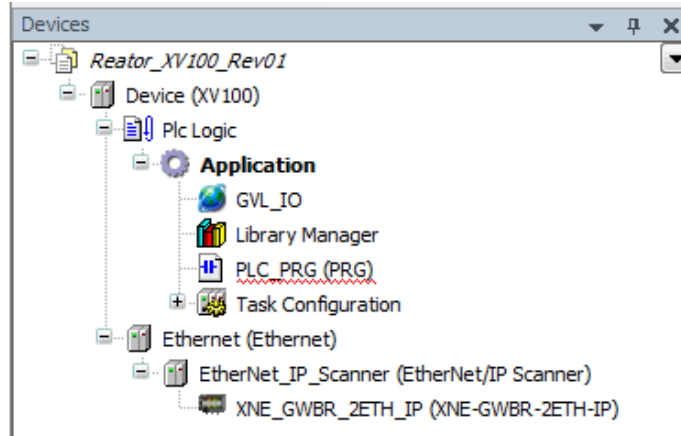 Devices
Reator_XV100_Rev01
Device (XV100)
Plc Logic
Application
GVL_IO
Library Manager
PLC_PRG (PRG)
Task Configuration
Ethernet (Ethernet)
EtherNet_IP_Scanner (EtherNet/IP Scanner)
XNE_GWBR_2ETH_IP (XNE-GWBR-2ETH-IP)